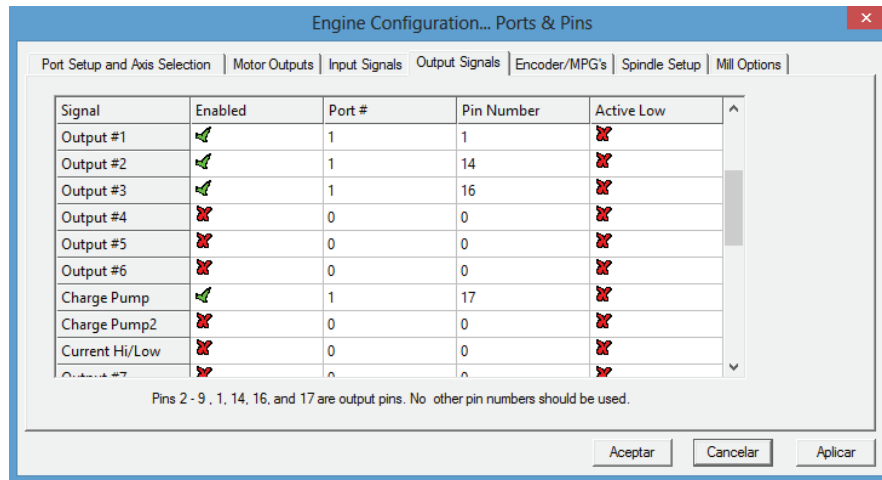 Engine Configuration... Ports & Pins
Port Setup and Axis Selection Motor Outputs Input Signals Output Signals Encoder/MPG's Spindle Setup Mill Options
Signal Enabled Port # Pin Number Active Low
Output #1 1 1
Output #2 1 14
Output #3 1 16
Output #4 0 0
Output #5 0 0
Output #6 0 0
Charge Pump 1 17
Charge Pump2 0 0
Current Hi/Low 0 0
Output #7 0 0
Pins 2 - 9 , 1, 14, 16, and 17 are output pins. No other pin numbers should be used.
Aceptar Cancelar Aplicar